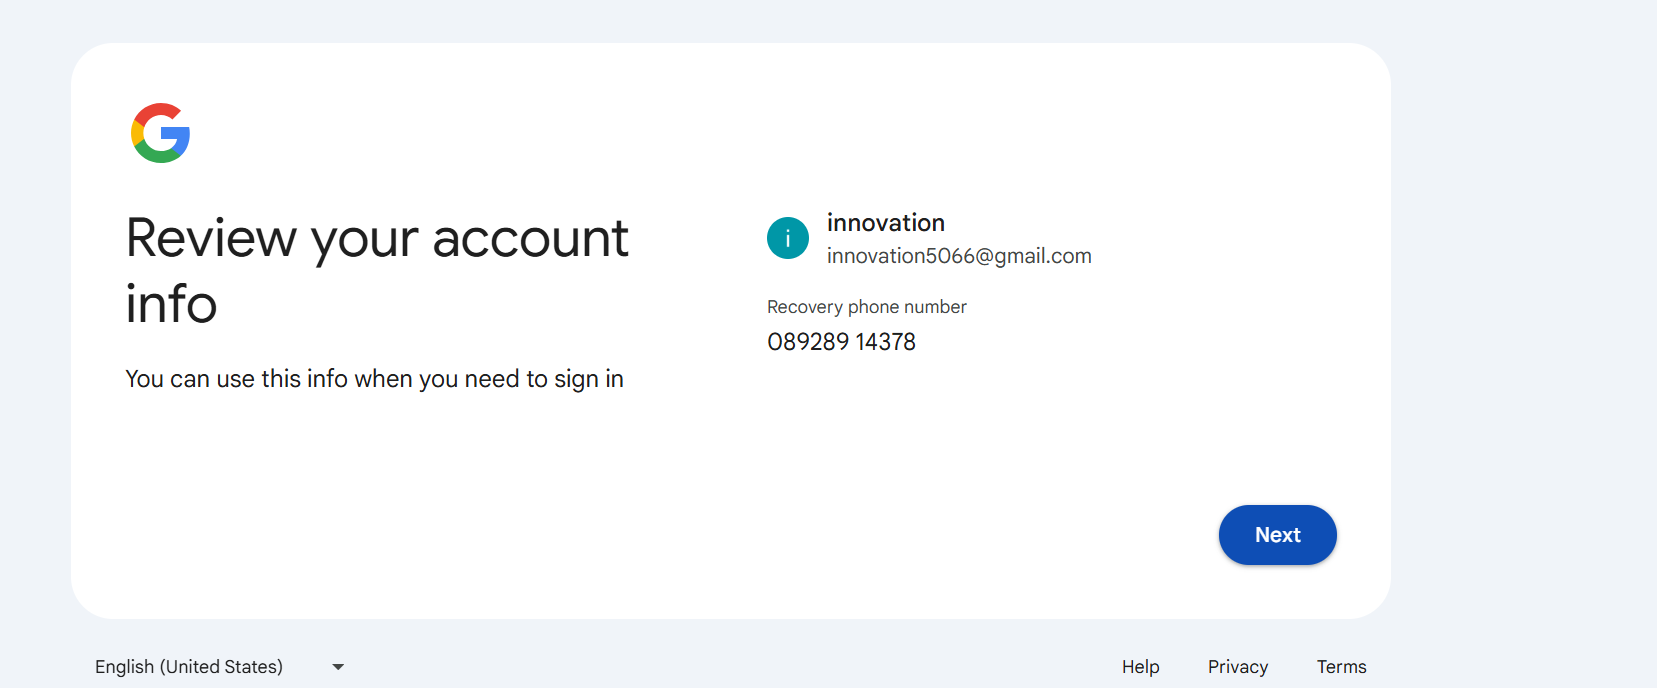 Review your account
info
You can use this info when you need to sign in
i
innovation
innovation5066@gmail.com
Recovery phone number
089289 14378
Next
English (United States)
Help
Privacy
Terms